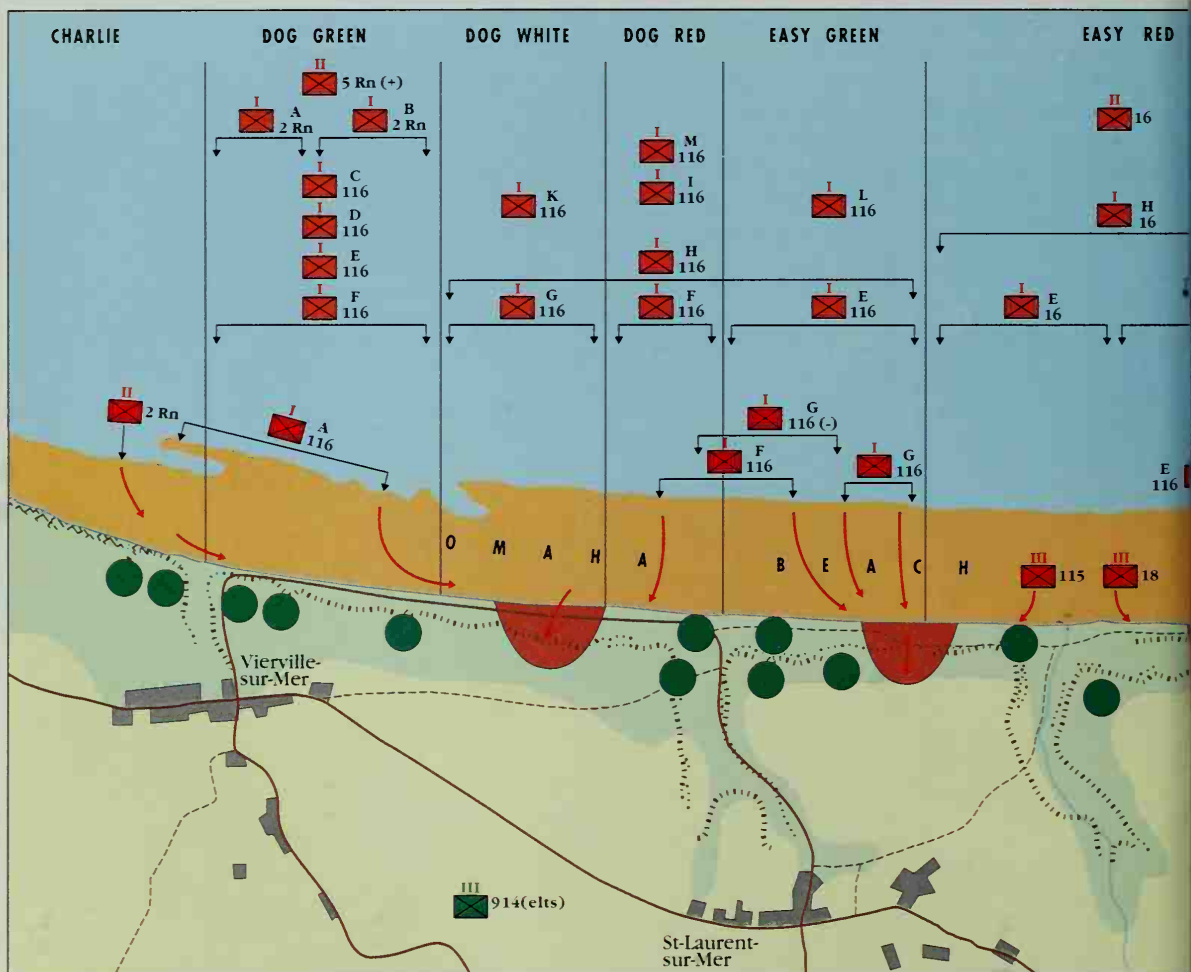 CHARLIE
DOG GREEN
DOG WHITE
DOG RED
EASY GREEN
EASY RED
II
5 Rn (+)
I
A
2 Rn
I
B
2 Rn
I
C
116
I
D
116
I
E
116
I
F
116
I
K
116
I
G
116
I
M
116
I
I
116
I
H
116
I
F
116
I
L
116
I
E
116
II
16
I
H
16
I
E
16
II
2 Rn
I
A
116
I
G
116 (-)
I
F
116
I
G
116
E
116
OMAHA BEACH
III
115
III
18
Vierville-
sur-Mer
III
914(elts)
St-Laurent-
sur-Mer